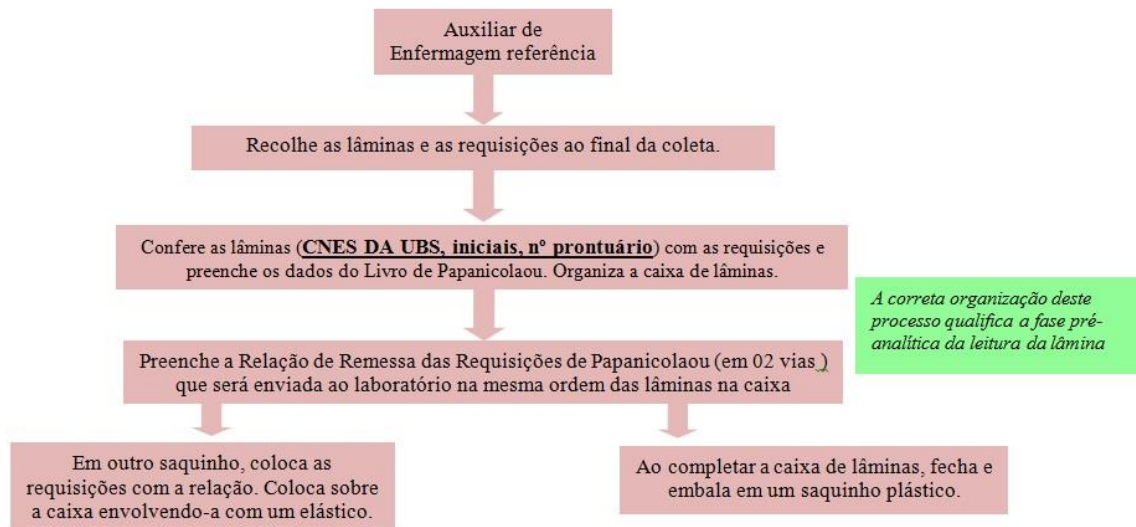 Auxiliar de
Enfermagem referência
Recolhe as lâminas e as requisições ao final da coleta.
Confere as lâminas (CNES DA UBS, iniciais, nº prontuário) com as requisições e
preenche os dados do Livro de Papanicolaou. Organiza a caixa de lâminas.
A correta organização deste
processo qualifica a fase pré-
analítica da leitura da lâmina
Preenche a Relação de Remessa das Requisições de Papanicolaou (em 02 vias )
que será enviada ao laboratório na mesma ordem das lâminas na caixa
Em outro saquinho, coloca as
requisições com a relação. Coloca sobre
a caixa envolvendo-a com um elástico.
Ao completar a caixa de lâminas, fecha e
embala em um saquinho plástico.